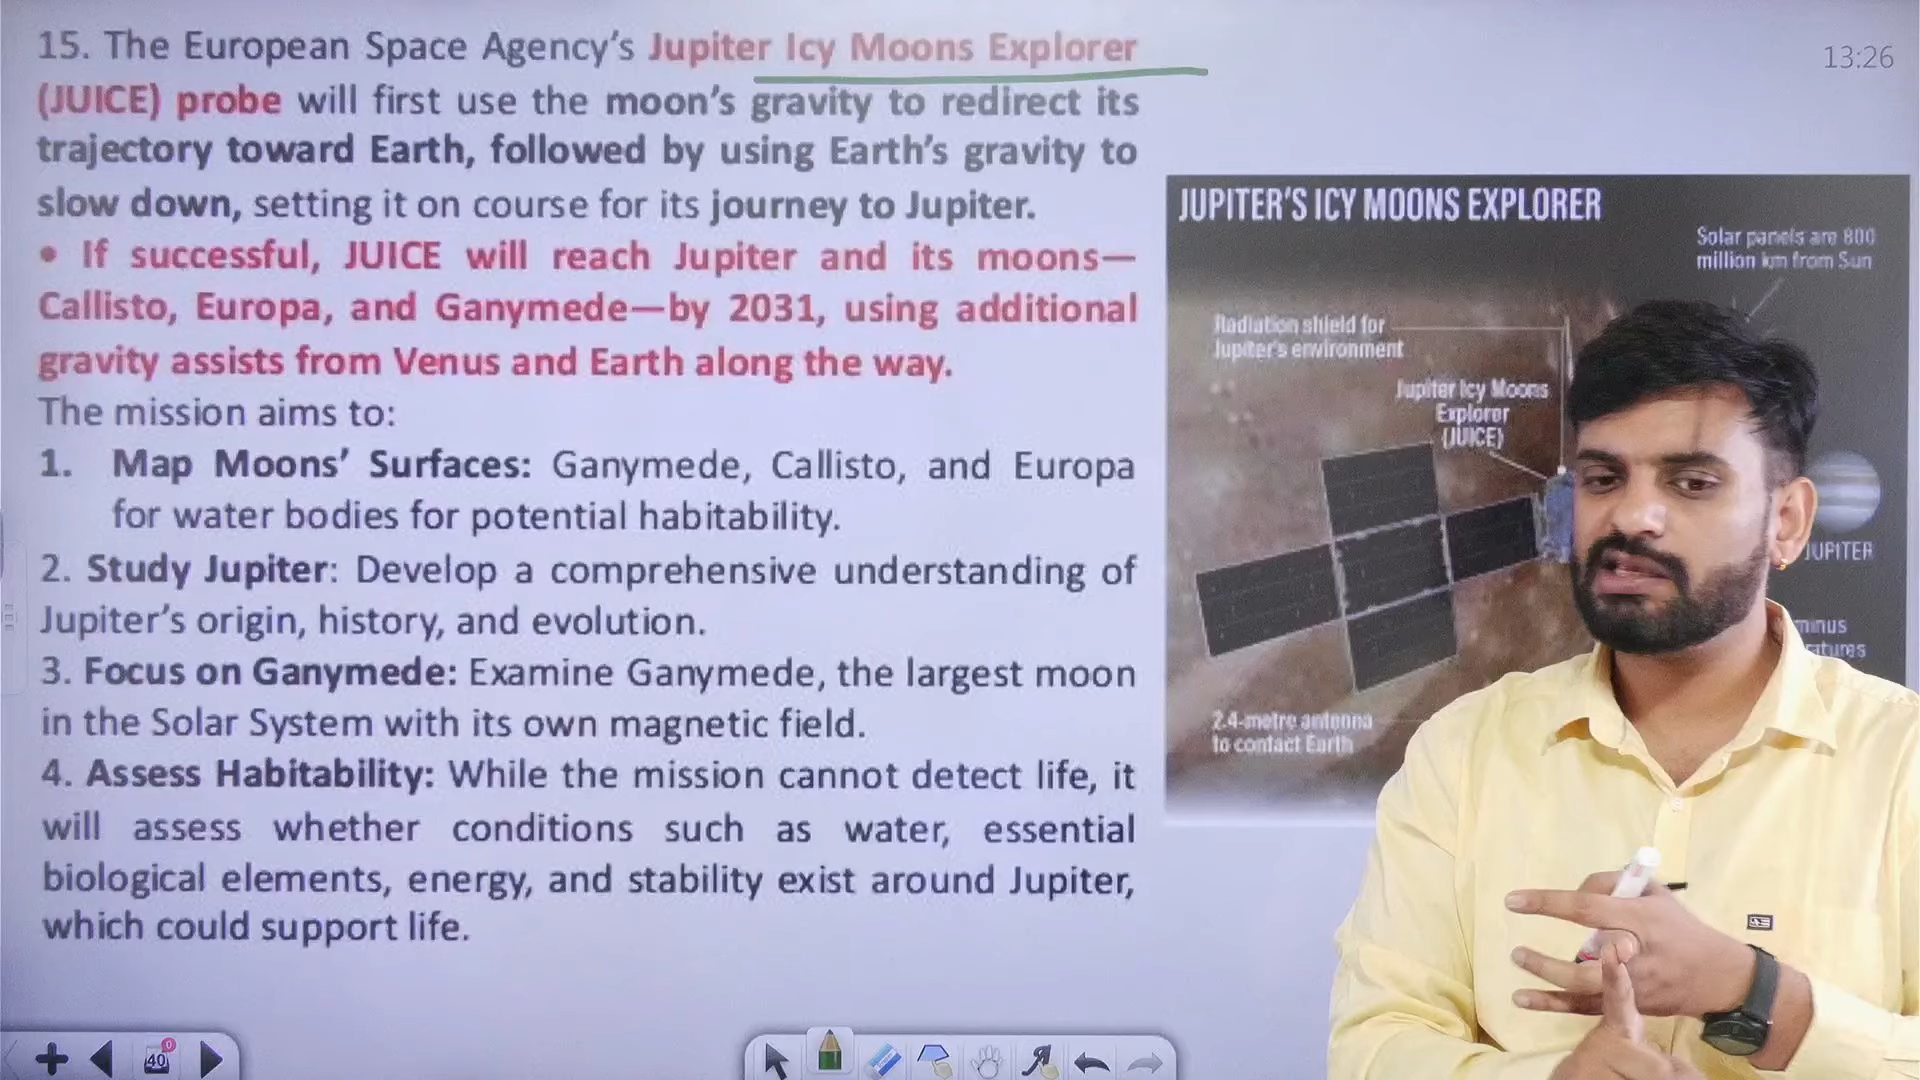 15. The European Space Agency’s Jupiter Icy Moons Explorer
(JUICE) probe will first use the moon’s gravity to redirect its
trajectory toward Earth, followed by using Earth’s gravity to
slow down, setting it on course for its journey to Jupiter.
• If successful, JUICE will reach Jupiter and its moons—
Callisto, Europa, and Ganymede—by 2031, using additional
gravity assists from Venus and Earth along the way.
The mission aims to:
1. Map Moons’ Surfaces: Ganymede, Callisto, and Europa
for water bodies for potential habitability.
2. Study Jupiter: Develop a comprehensive understanding of
Jupiter’s origin, history, and evolution.
3. Focus on Ganymede: Examine Ganymede, the largest moon
in the Solar System with its own magnetic field.
4. Assess Habitability: While the mission cannot detect life, it
will assess whether conditions such as water, essential
biological elements, energy, and stability exist around Jupiter,
which could support life.
13:26
JUPITER’S ICY MOONS EXPLORER
Solar panels are 800
million km from Sun
Radiation shield for
Jupiter’s environment
Jupiter Icy Moons
Explorer
(JUICE)
JUPITER
minus
2.4-metre antenna
to contact Earth
40
0